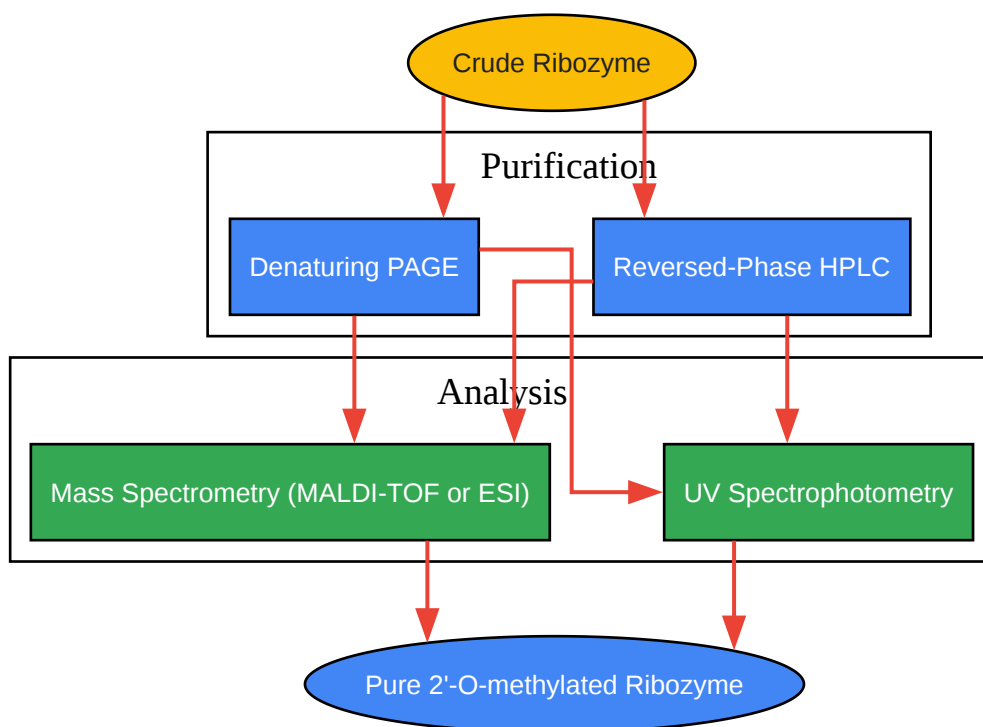 Crude Ribozyme
Purification
Denaturing PAGE
Reversed-Phase HPLC
Analysis
Mass Spectrometry (MALDI-TOF or ESI)
UV Spectrophotometry
Pure 2'-O-methylated Ribozyme